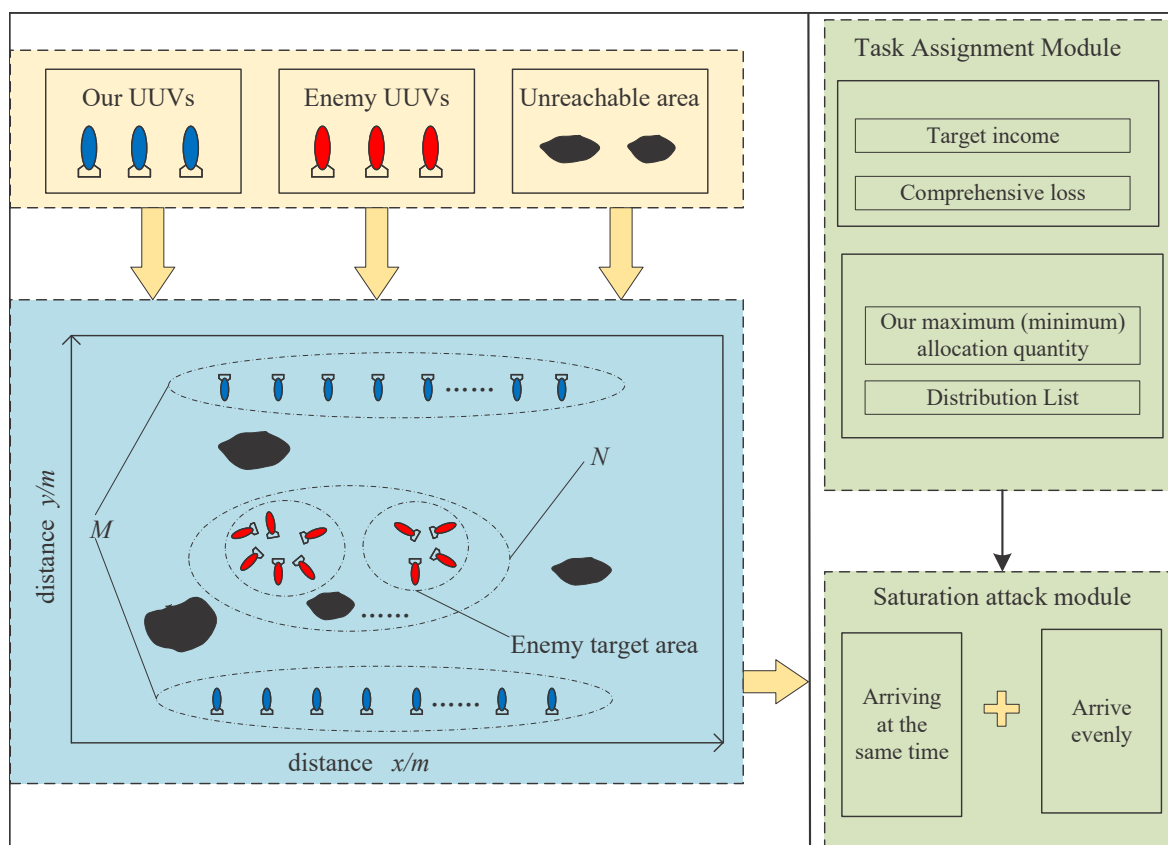 Our UUVs
Enemy UUVs
Unreachable area
M
N
......
......
......
Enemy target area
distance y/m
distance x/m
Task Assignment Module
Target income
Comprehensive loss
Our maximum (minimum)
allocation quantity
Distribution List
Saturation attack module
Arriving
at the
same time
Arrive
evenly